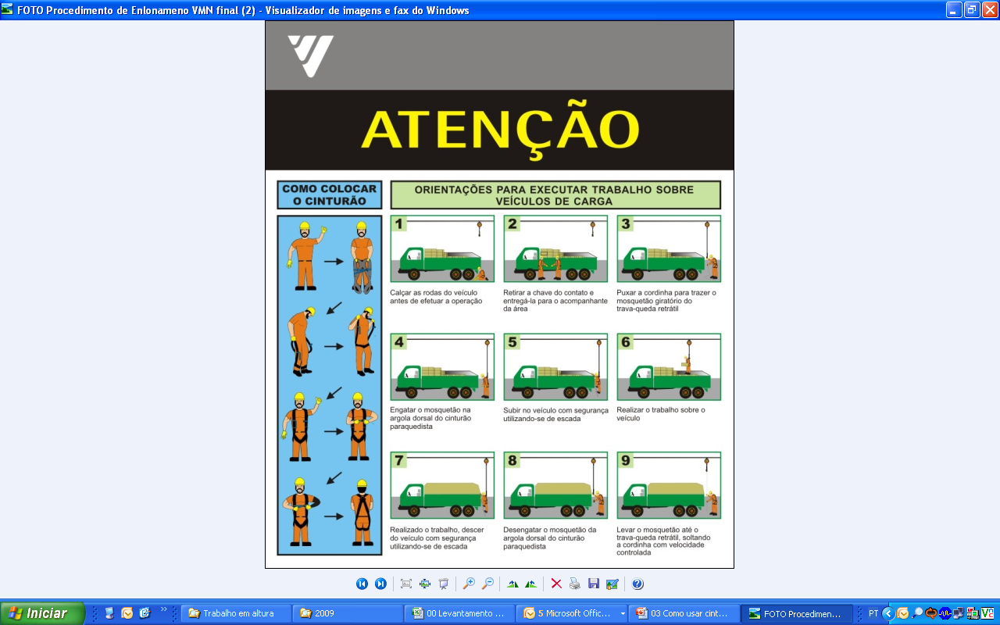 FOTO Procedimento de Enlonameno VMN final (2) - Visualizador de imagens e fax do Windows
ATENÇÃO
COMO COLOCAR
O CINTURÃO
ORIENTAÇÕES PARA EXECUTAR TRABALHO SOBRE
VEÍCULOS DE CARGA
1
Calçar as rodas do veículo
antes de efetuar a operação
2
Retirar a chave do contato e
entregá-la para o acompanhante
da área
3
Puxar a cordinha para trazer o
mosquetão giratório do
trava-queda retrátil
4
Engatar o mosquetão na
argola dorsal do cinturão
paraquedista
5
Subir no veículo com segurança
utilizando-se de escada
6
Realizar o trabalho sobre o
veículo
7
Realizado o trabalho, descer
do veículo com segurança
utilizando-se de escada
8
Desengatar o mosquetão da
argola dorsal do cinturão
paraquedista
9
Levar o mosquetão até o
trava-queda retrátil, soltando
a cordinha com velocidade
controlada
Iniciar
Trabalho em altura
2009
00 Levantamento ...
5 Microsoft Offic...
03 Como usar cint...
FOTO Procedimen...
PT